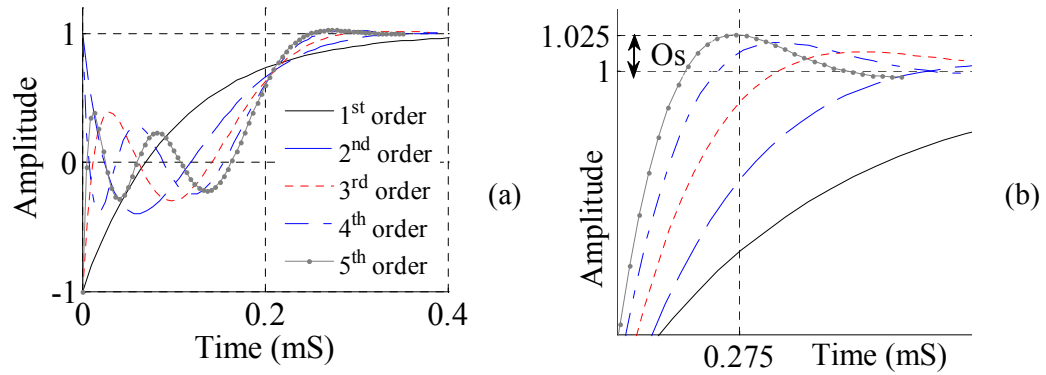 1
0
-1
Amplitude
0
0.2
0.4
Time (mS)
1st order
2nd order
3rd order
4th order
5th order
(a)
1.025
1
Os
Amplitude
0.275
Time (mS)
(b)